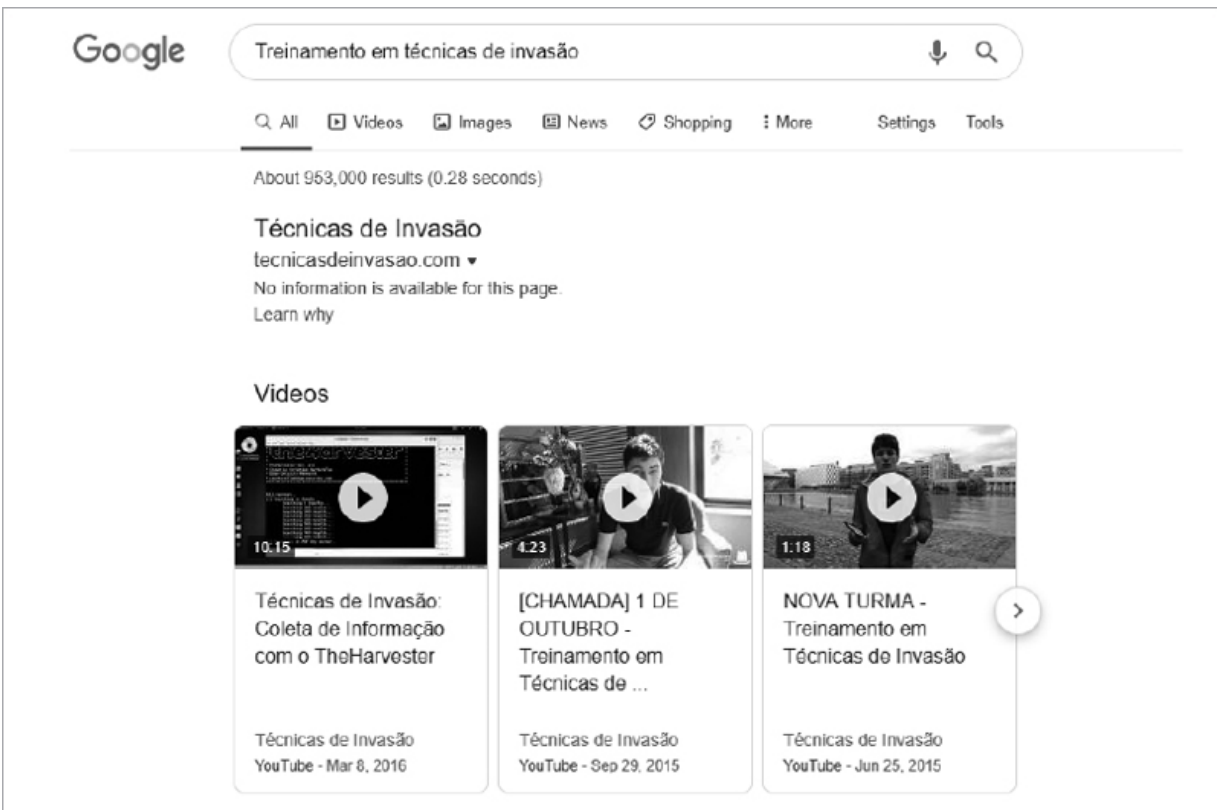 Google
Treinamento em técnicas de invasão
All Videos Images News Shopping More Settings Tools
About 953,000 results (0.28 seconds)
Técnicas de Invasão
tecnicasdeinvasao.com
No information is available for this page.
Learn why
Videos
theHarvester
10:15
4:23
1:18
Técnicas de Invasão:
Coleta de Informação
com o TheHarvester
Técnicas de Invasão
YouTube - Mar 8, 2016
[CHAMADA] 1 DE
OUTUBRO -
Treinamento em
Técnicas de ...
Técnicas de Invasão
YouTube - Sep 29, 2015
NOVA TURMA -
Treinamento em
Técnicas de Invasão
Técnicas de Invasão
YouTube - Jun 25, 2015